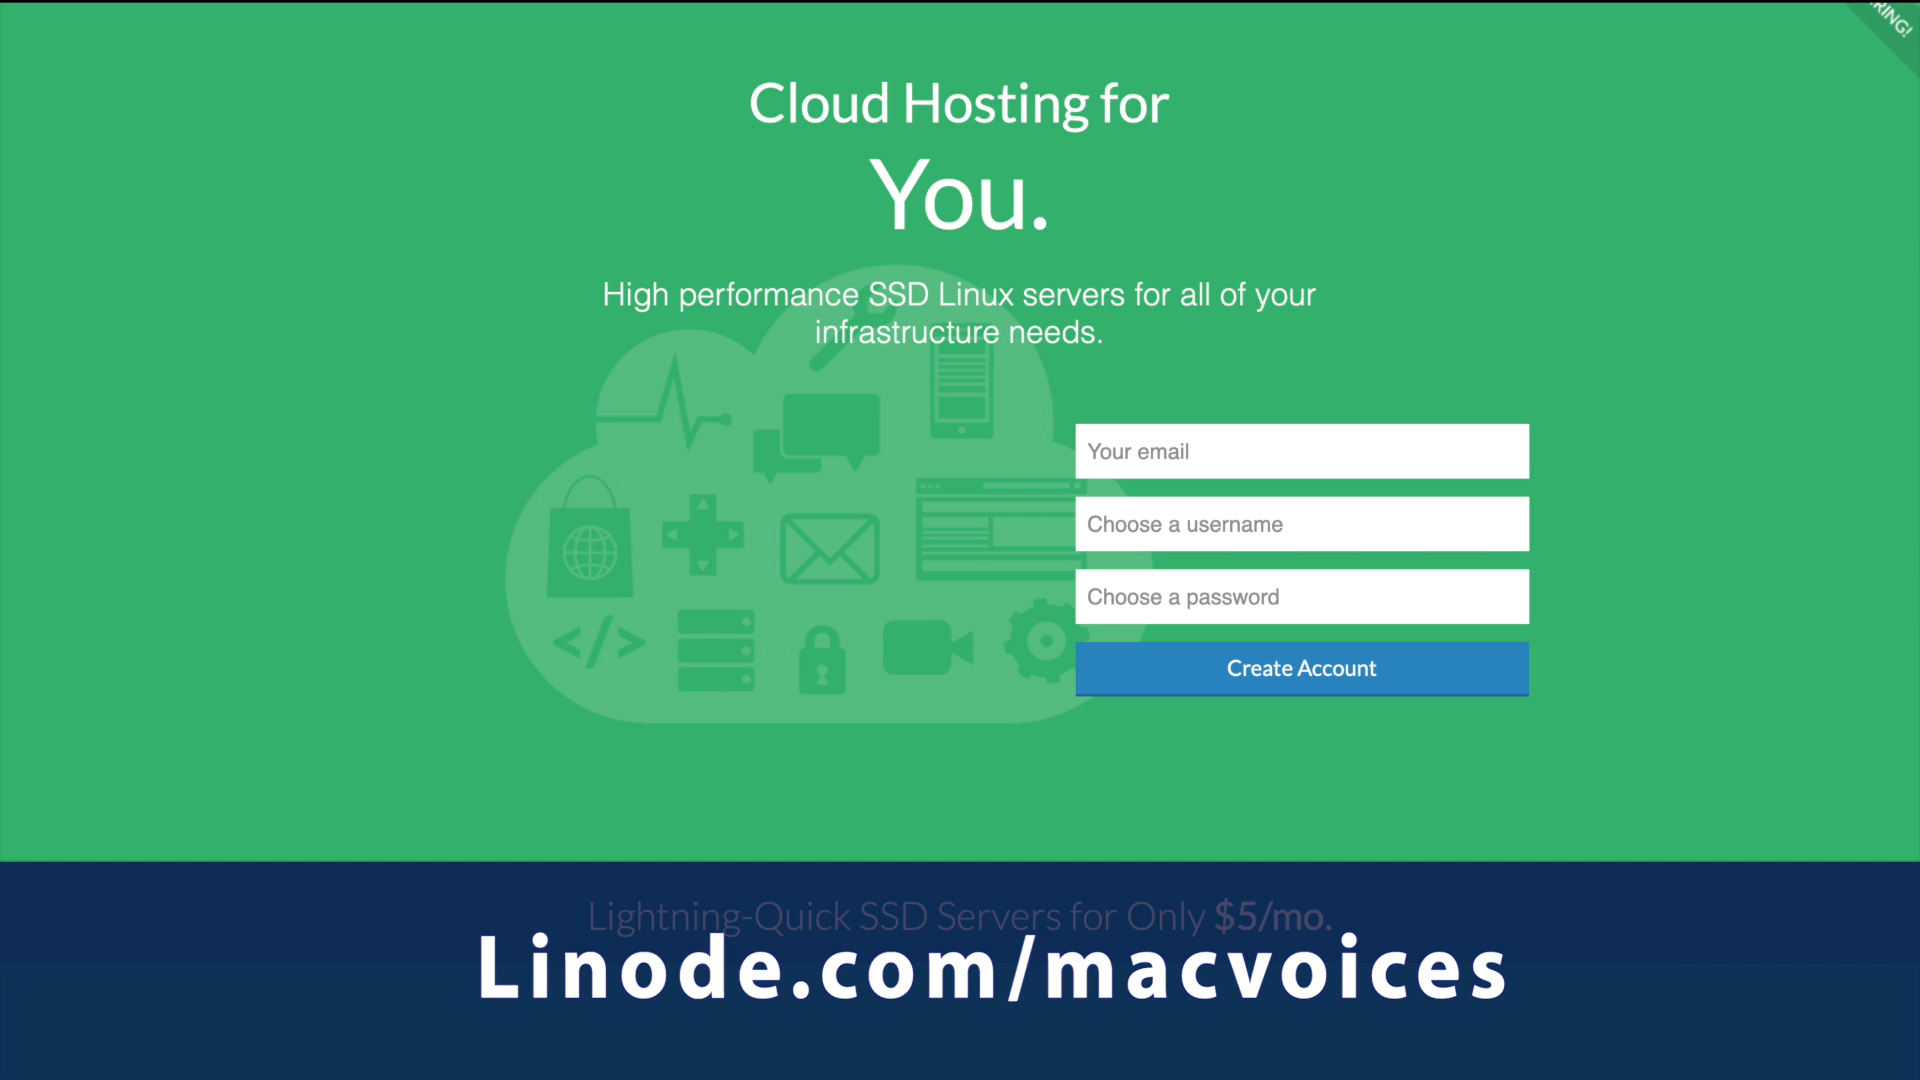 RING!
Cloud Hosting for
You.
High performance SSD Linux servers for all of your
infrastructure needs.
Your email
Choose a username
Choose a password
Create Account
Lightning-Quick SSD Servers for Only $5/mo.
Linode.com/macvoices